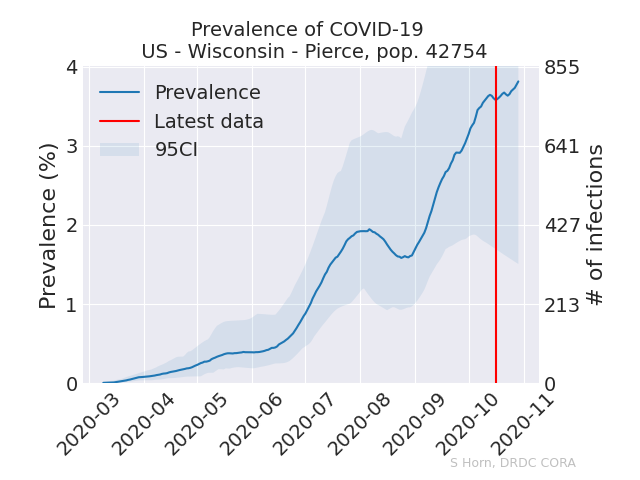 Prevalence of COVID-19
US - Wisconsin - Pierce, pop. 42754
Prevalence
Latest data
95CI
Prevalence (%)
4
3
2
1
0
855
641
427
213
0
# of infections
2020-03
2020-04
2020-05
2020-06
2020-07
2020-08
2020-09
2020-10
2020-11
S Horn, DRDC CORA